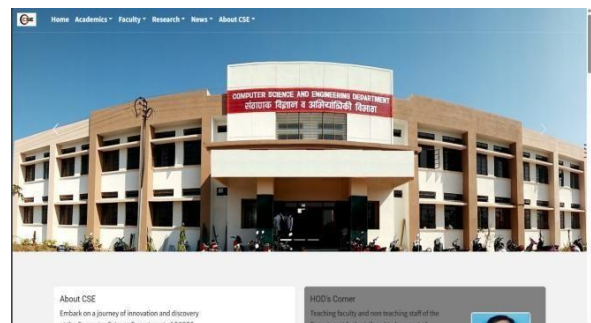 Home Academics Faculty Research News About CSE
COMPUTER SCIENCE AND ENGINEERING DEPARTMENT
संगणक विज्ञान व अभियांत्रिकी विभाग
About CSE
Embark on a journey of innovation and discovery
HOD's Corner
Teaching faculty and non teaching staff of the